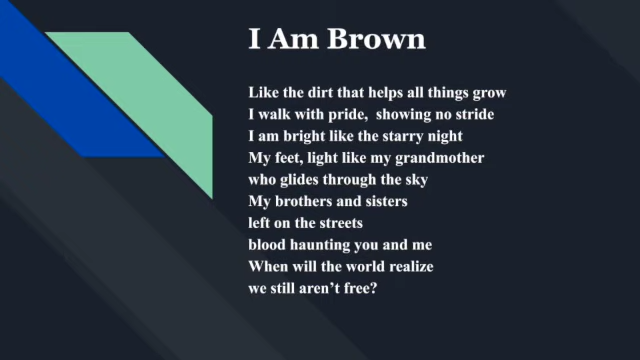 I Am Brown
Like the dirt that helps all things grow
I walk with pride,  showing no stride
I am bright like the starry night
My feet, light like my grandmother
who glides through the sky
My brothers and sisters
left on the streets
blood haunting you and me
When will the world realize
we still aren’t free?